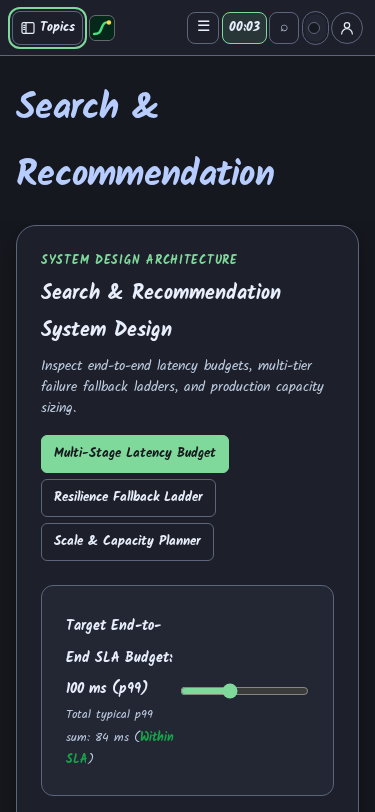 Topics
00:03
Search &
Recommendation
SYSTEM DESIGN ARCHITECTURE
Search & Recommendation
System Design
Inspect end-to-end latency budgets, multi-tier
failure fallback ladders, and production capacity
sizing.
Multi-Stage Latency Budget
Resilience Fallback Ladder
Scale & Capacity Planner
Target End-to-
End SLA Budget:
100 ms (p99)
Total typical p99
sum: 84 ms (Within
SLA)